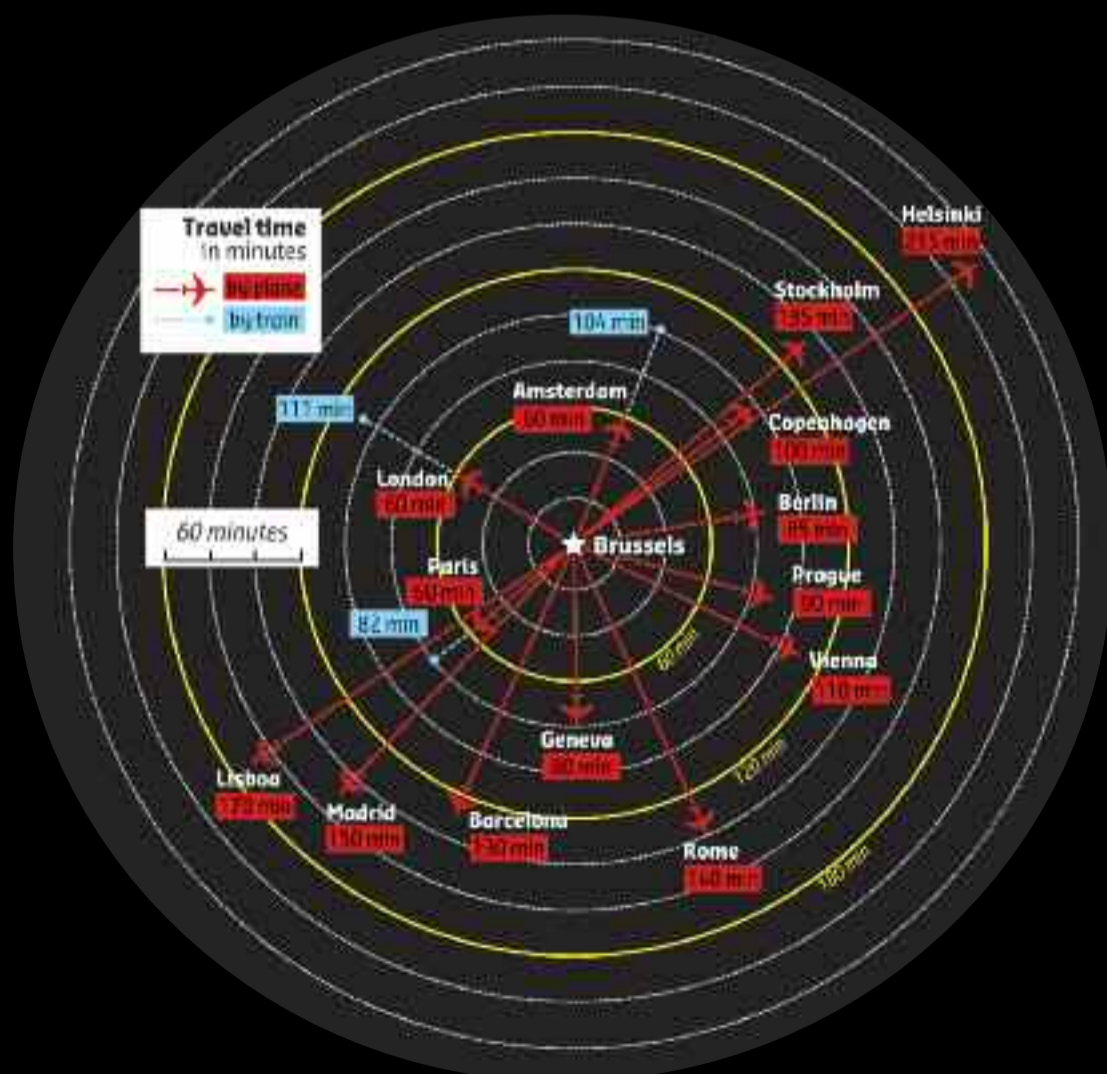 Travel time
in minutes
by plane
by train
60 minutes
Helsinki
215 min
Stockholm
135 min
104 min
Amsterdam
60 min
111 min
Copenhagen
100 min
London
60 min
Berlin
85 min
Brussels
Paris
60 min
Prague
90 min
82 min
60 min
Vienna
110 min
Geneva
80 min
120 min
Lisboa
170 min
Madrid
150 min
Barcelona
130 min
Rome
140 min
180 min